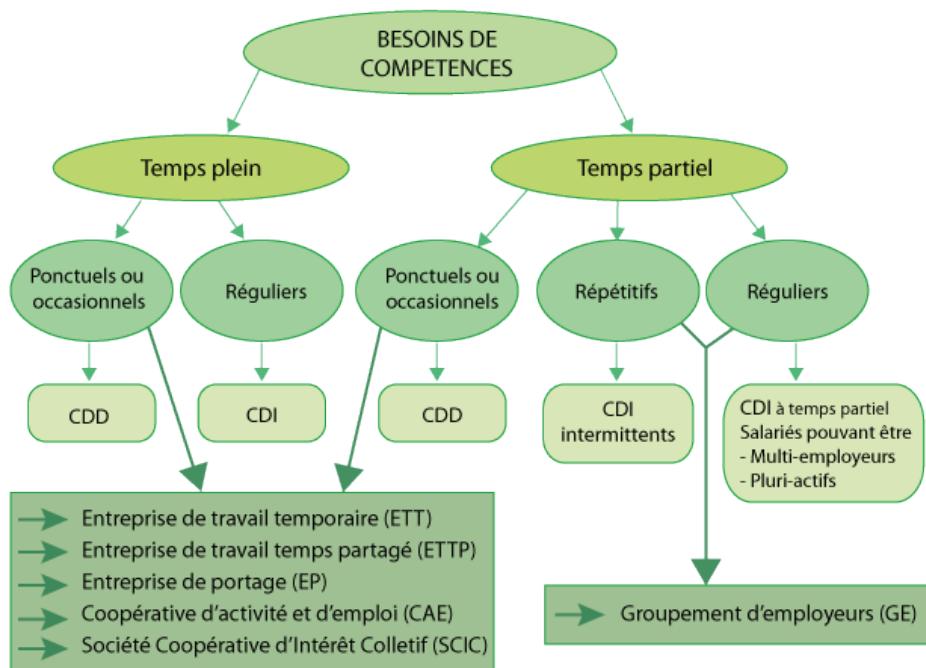 BESOINS DE
COMPETENCES
Temps plein
Temps partiel
Ponctuels ou
occasionnels
Réguliers
Ponctuels ou
occasionnels
Répétitifs
Réguliers
CDD
CDI
CDD
CDI
intermittents
CDI à temps partiel
Salariés pouvant être
- Multi-employeurs
- Pluri-actifs
Entreprise de travail temporaire (ETT)
Entreprise de travail temps partagé (ETTP)
Entreprise de portage (EP)
Coopérative d'activité et d'emploi (CAE)
Société Coopérative d'Intérêt Colletif (SCIC)
Groupement d'employeurs (GE)